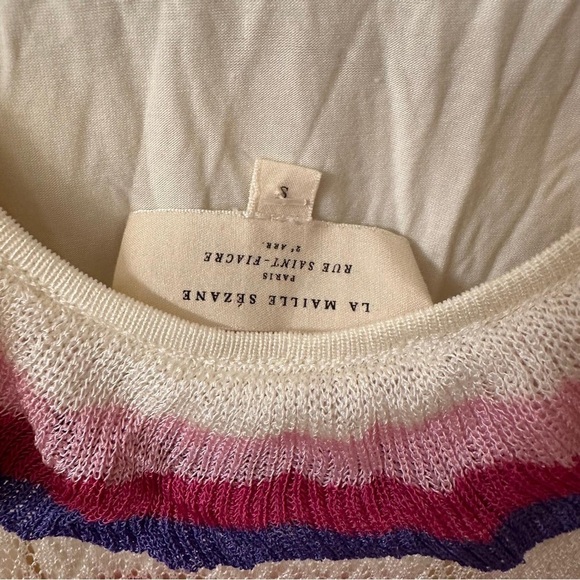 LA MAILLE SÉZANE
PARIS
RUE SAINT-FIACRE
2e ARR.
S